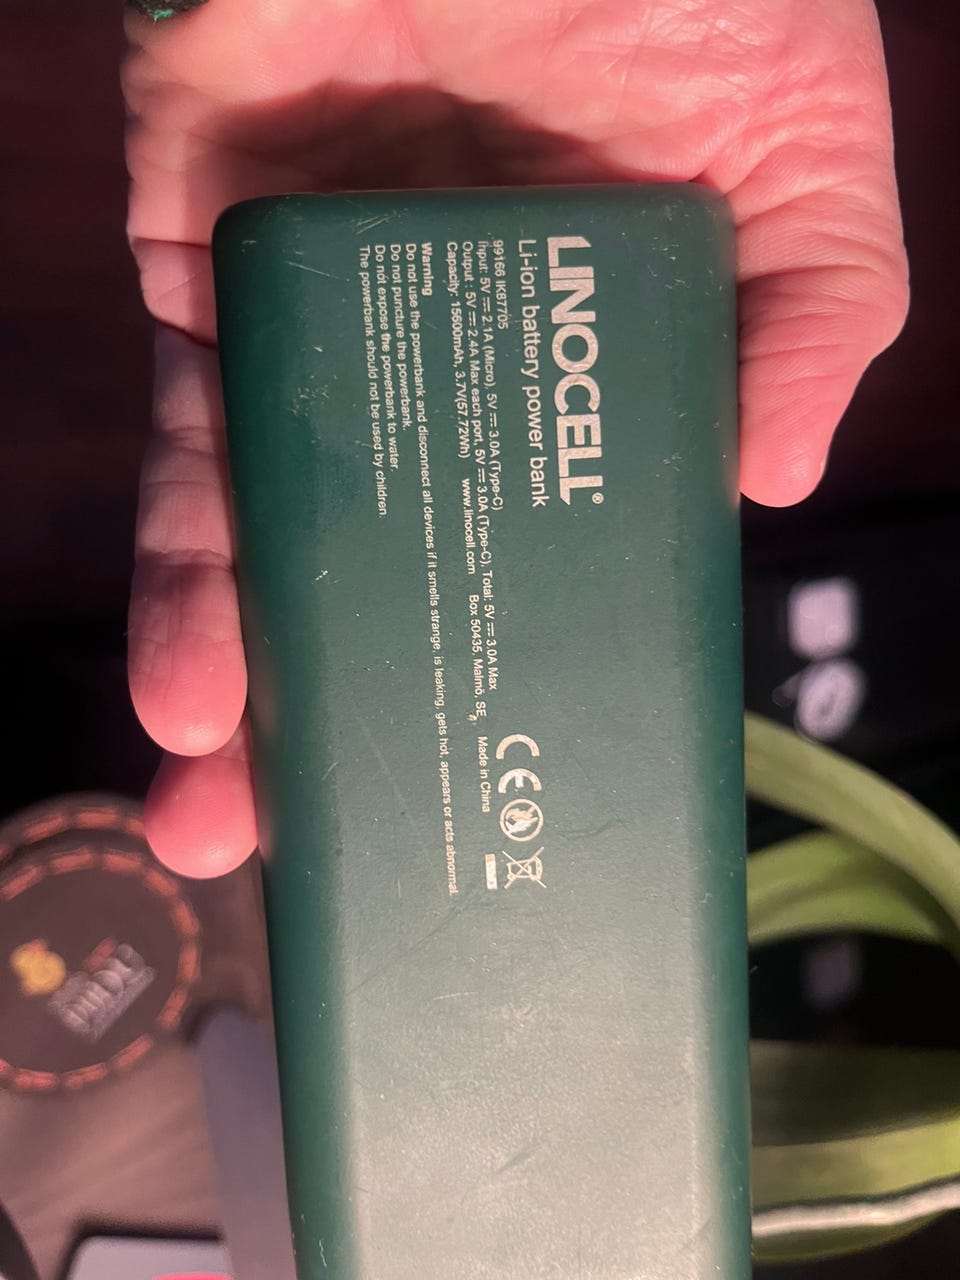 LINOCELL®
Li-ion battery power bank
99166 IK87705
Input: 5V ⎓ 2.1A (Micro), 5V ⎓ 3.0A (Type-C)
Output : 5V ⎓ 2.4A Max each port, 5V ⎓ 3.0A (Type-C), Total: 5V ⎓ 3.0A Max
Capacity: 15600mAh, 3.7V(57.72Wh) www.linocell.com Box 50435, Malmö, SE, Made in China
CE
Warning
Do not use the powerbank and disconnect all devices if it smells strange, is leaking, gets hot, appears or acts abnormal.
Do not puncture the powerbank.
Do not expose the powerbank to water.
The powerbank should not be used by children.